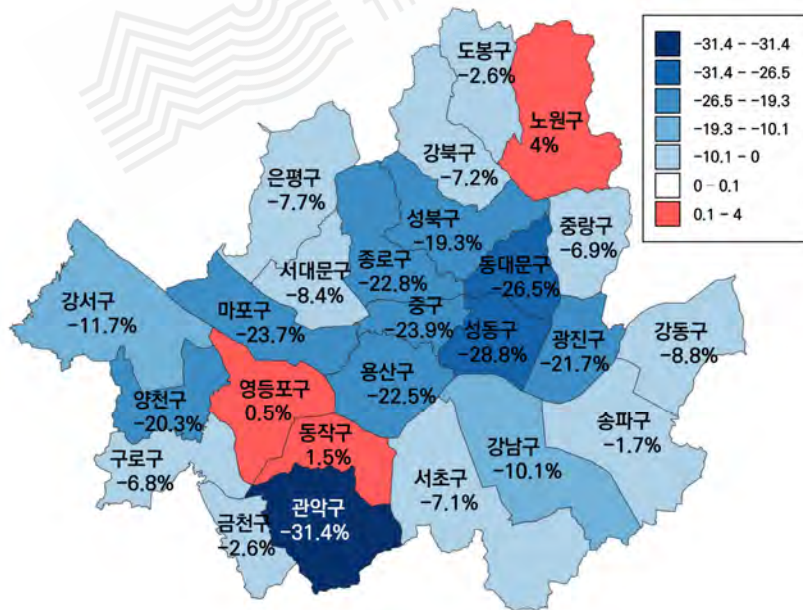 도봉구
-2.6%
노원구
4%
강북구
-7.2%
은평구
-7.7%
성북구
-19.3%
중랑구
-6.9%
종로구
-22.8%
동대문구
-26.5%
서대문구
-8.4%
강서구
-11.7%
마포구
-23.7%
중구
-23.9%
성동구
-28.8%
광진구
-21.7%
강동구
-8.8%
양천구
-20.3%
영등포구
0.5%
용산구
-22.5%
송파구
-1.7%
구로구
-6.8%
동작구
1.5%
강남구
-10.1%
서초구
-7.1%
금천구
-2.6%
관악구
-31.4%
-31.4 - -31.4
-31.4 - -26.5
-26.5 - -19.3
-19.3 - -10.1
-10.1 - 0
0 - 0.1
0.1 - 4